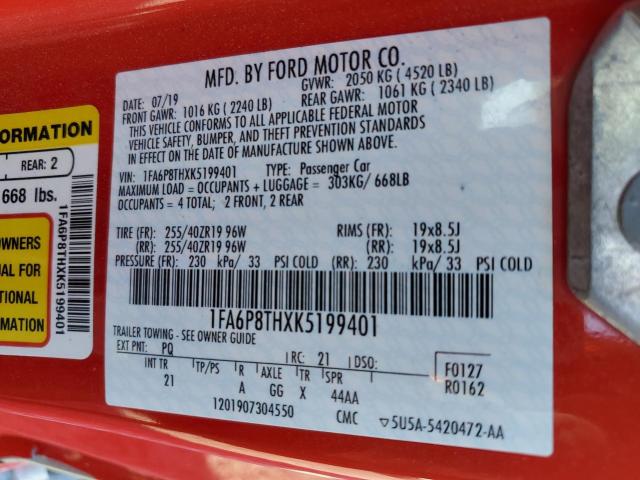 MFD. BY FORD MOTOR CO.
DATE: 07/19 GVWR: 2050 KG ( 4520 LB)
FRONT GAWR: 1016 KG ( 2240 LB) REAR GAWR: 1061 KG ( 2340 LB)
THIS VEHICLE CONFORMS TO ALL APPLICABLE FEDERAL MOTOR
VEHICLE SAFETY, BUMPER, AND THEFT PREVENTION STANDARDS
IN EFFECT ON THE DATE OF MANUFACTURE SHOWN ABOVE.
VIN: 1FA6P8THXK5199401 TYPE: Passenger Car
MAXIMUM LOAD = OCCUPANTS + LUGGAGE = 303KG/ 668LB
OCCUPANTS = 4 TOTAL; 2 FRONT, 2 REAR
TIRE (FR): 255/40ZR19 96W RIMS (FR): 19x8.5J
(RR): 255/40ZR19 96W (RR): 19x8.5J
PRESSURE (FR): 230 kPa/ 33 PSI COLD (RR): 230 kPa/ 33 PSI COLD
1FA6P8THXK5199401
TRAILER TOWING - SEE OWNER GUIDE
EXT PNT: PQ RC: 21 DSO: F0127
R0162
INT TR TP/PS R AXLE TR SPR
21 A GG X 44AA
1201907304550 CMC ▽5U5A-5420472-AA
FORMATION
REAR: 2
668 lbs.
OWNERS
UAL FOR
TIONAL
MATION
1FA6P8THXK5199401